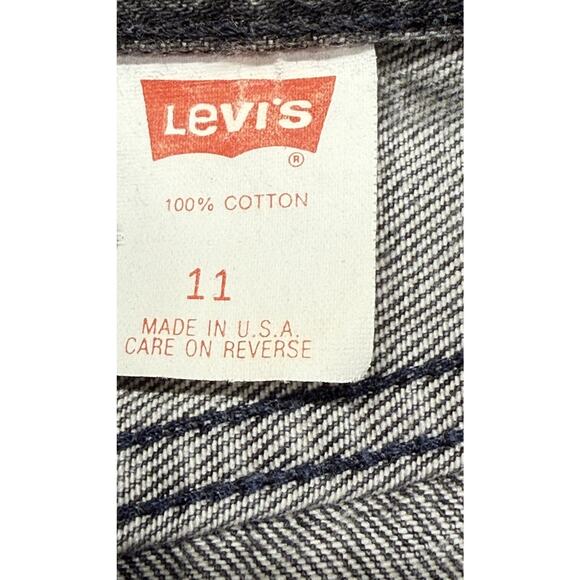 Levi's
®
100% COTTON
11
MADE IN U.S.A.
CARE ON REVERSE